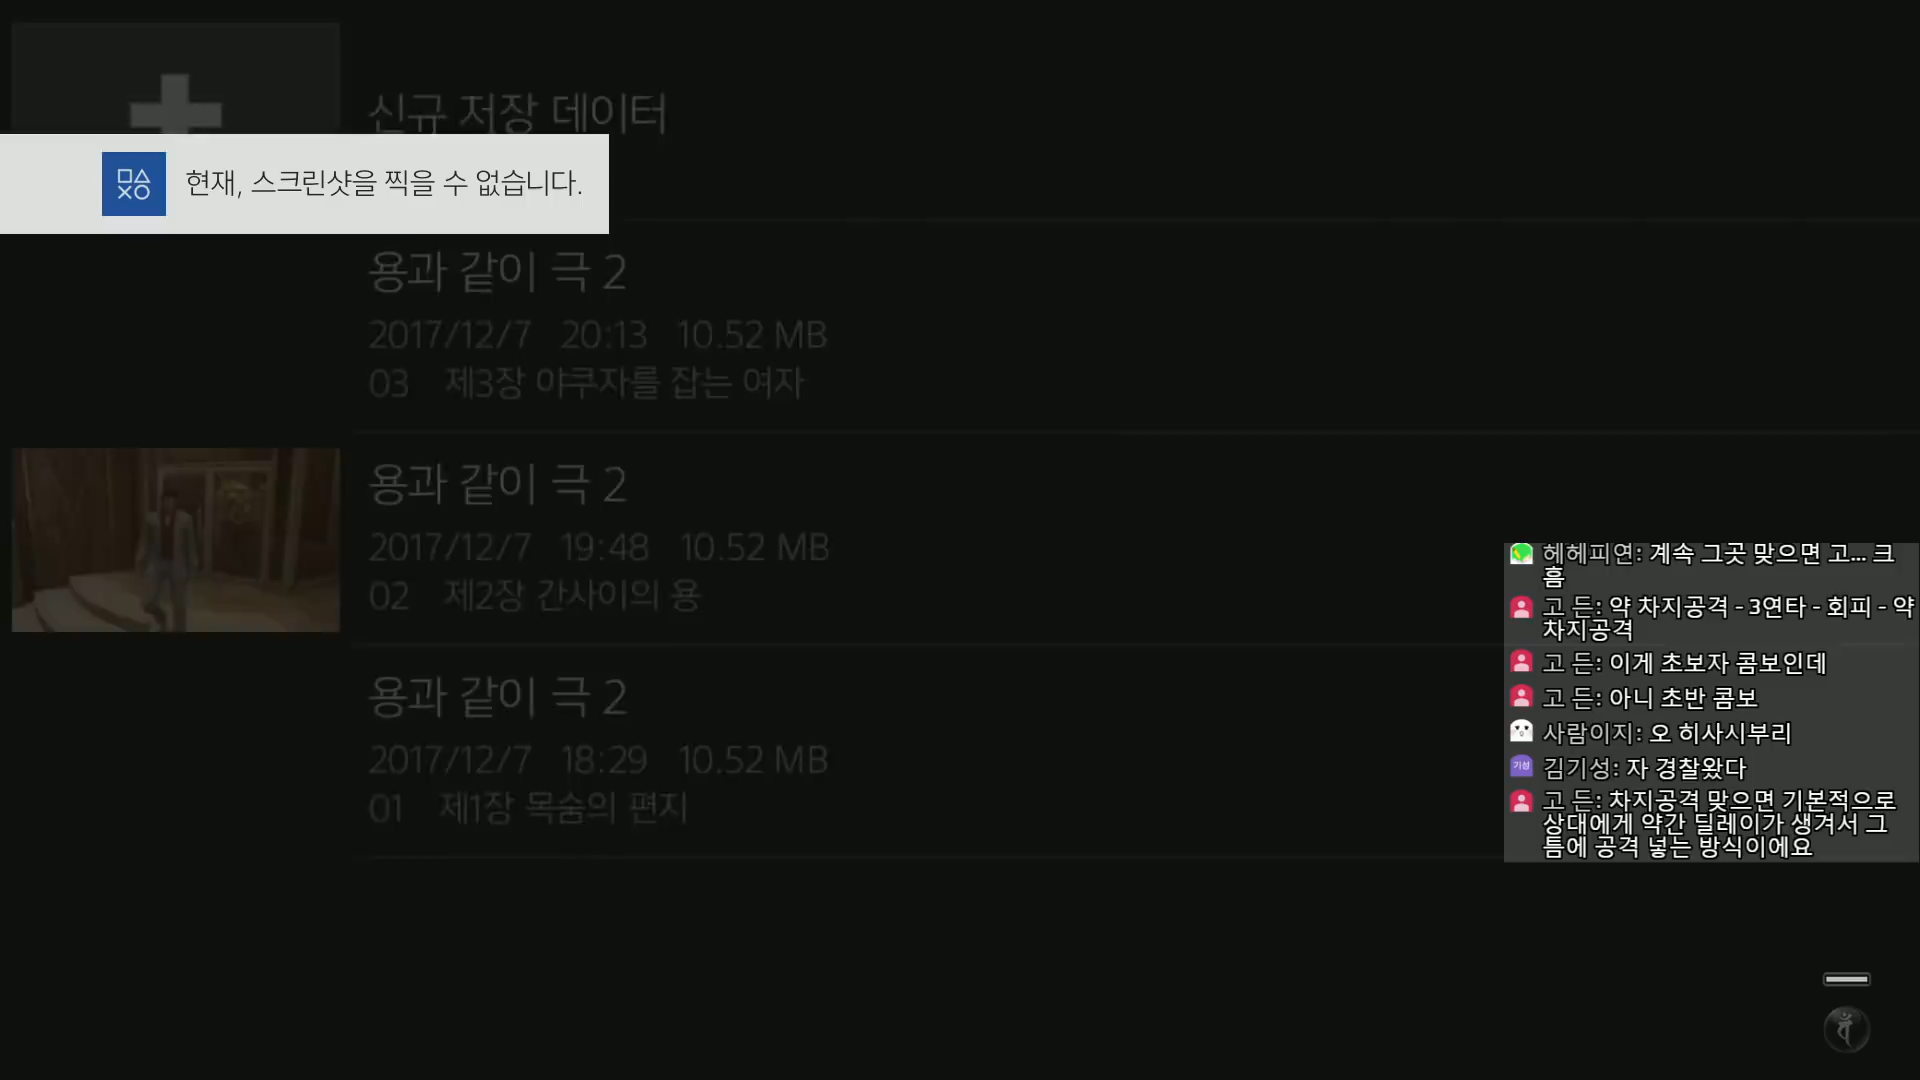 신규 저장 데이터
현재, 스크린샷을 찍을 수 없습니다.
용과 같이 극 2
2017/12/7 20:13 10.52 MB
03 제3장 야쿠자를 잡는 여자
용과 같이 극 2
2017/12/7 19:48 10.52 MB
02 제2장 간사이의 용
용과 같이 극 2
2017/12/7 18:29 10.52 MB
01 제1장 목숨의 편지
헤헤피연: 계속 그곳 맞으면 고... 크
흠
고 든: 약 차지공격 - 3연타 - 회피 - 약
차지공격
고 든: 이게 초보자 콤보인데
고 든: 아니 초반 콤보
사람이지: 오 히사시부리
기성 김기성: 자 경찰왔다
고 든: 차지공격 맞으면 기본적으로
상대에게 약간 딜레이가 생겨서 그
틈에 공격 넣는 방식이에요